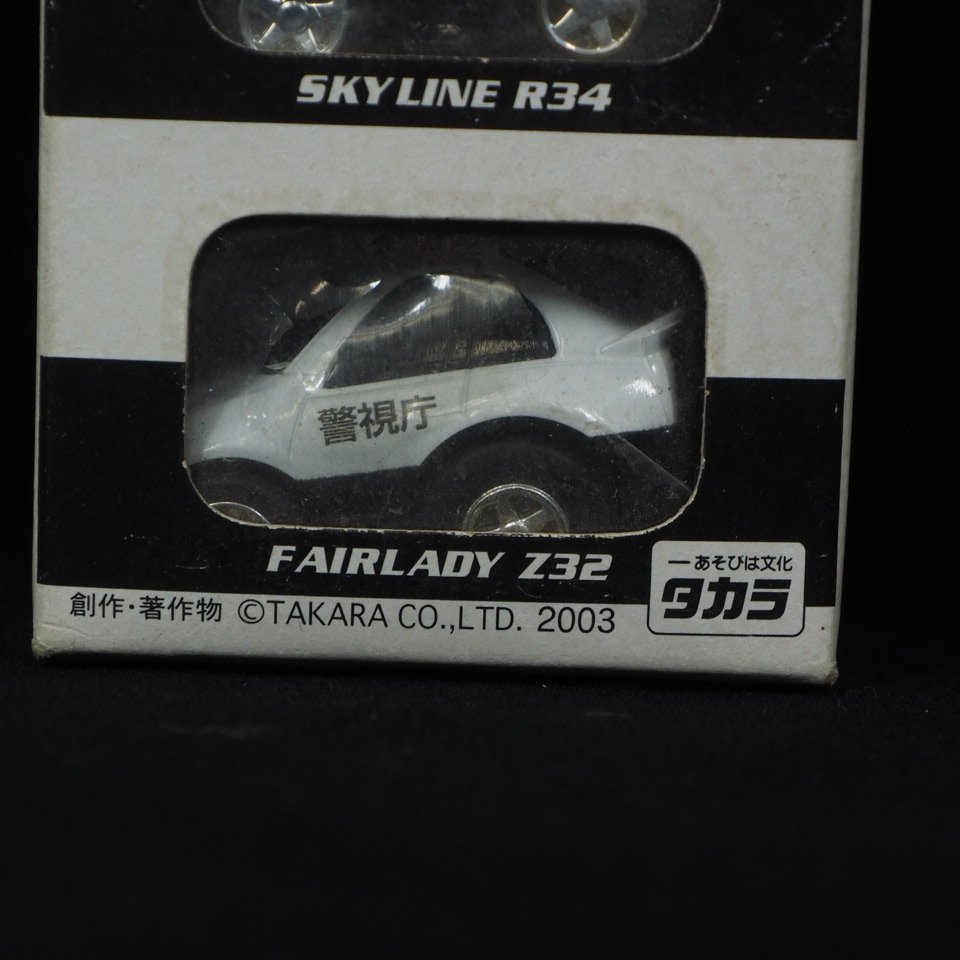 SKYLINE R34
警視庁
FAIRLADY Z32
創作・著作物 ©TAKARA CO.,LTD. 2003
―あそびは文化
タカラ